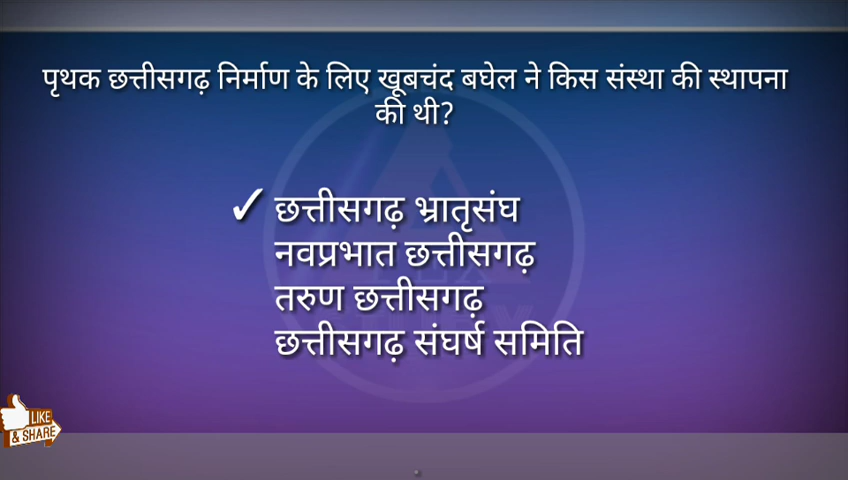 पृथक छत्तीसगढ़ निर्माण के लिए खूबचंद बघेल ने किस संस्था की स्थापना
की थी?
✓ छत्तीसगढ़ भ्रातृसंघ
नवप्रभात छत्तीसगढ़
तरुण छत्तीसगढ़
छत्तीसगढ़ संघर्ष समिति
LIKE
& SHARE